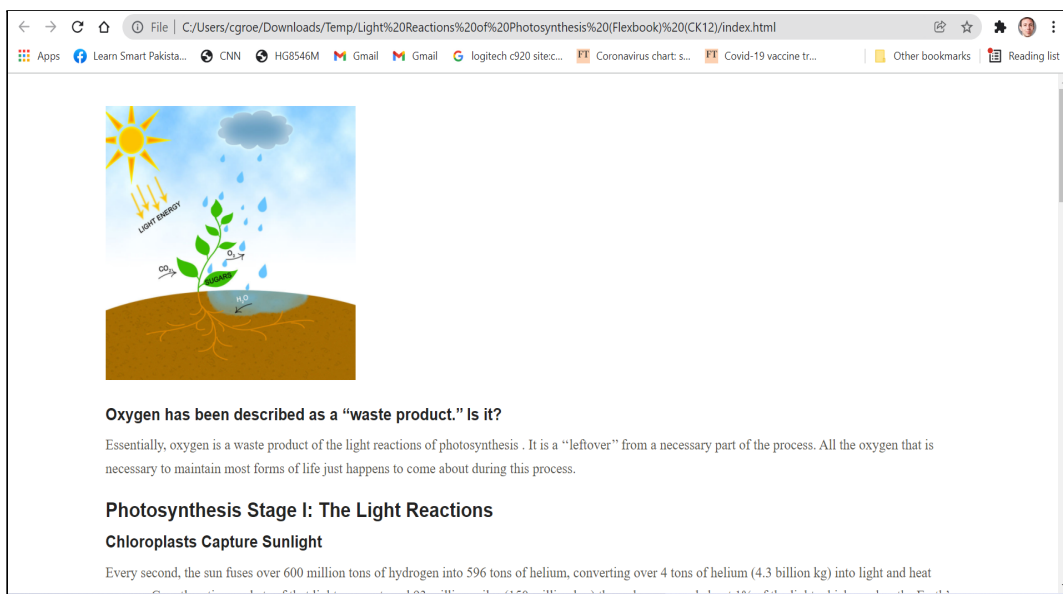 File | C:/Users/cgroe/Downloads/Temp/Light%20Reactions%20of%20Photosynthesis%20(Flexbook)%20(CK12)/index.html
Apps Learn Smart Pakista... CNN HG8546M Gmail Gmail logitech c920 site:c... FT Coronavirus chart: s... FT Covid-19 vaccine tr... Other bookmarks Reading list
LIGHT ENERGY
O2
CO2
SUGARS
H2O
Oxygen has been described as a “waste product.” Is it?
Essentially, oxygen is a waste product of the light reactions of photosynthesis . It is a “leftover” from a necessary part of the process. All the oxygen that is
necessary to maintain most forms of life just happens to come about during this process.
Photosynthesis Stage I: The Light Reactions
Chloroplasts Capture Sunlight
Every second, the sun fuses over 600 million tons of hydrogen into 596 tons of helium, converting over 4 tons of helium (4.3 billion kg) into light and heat